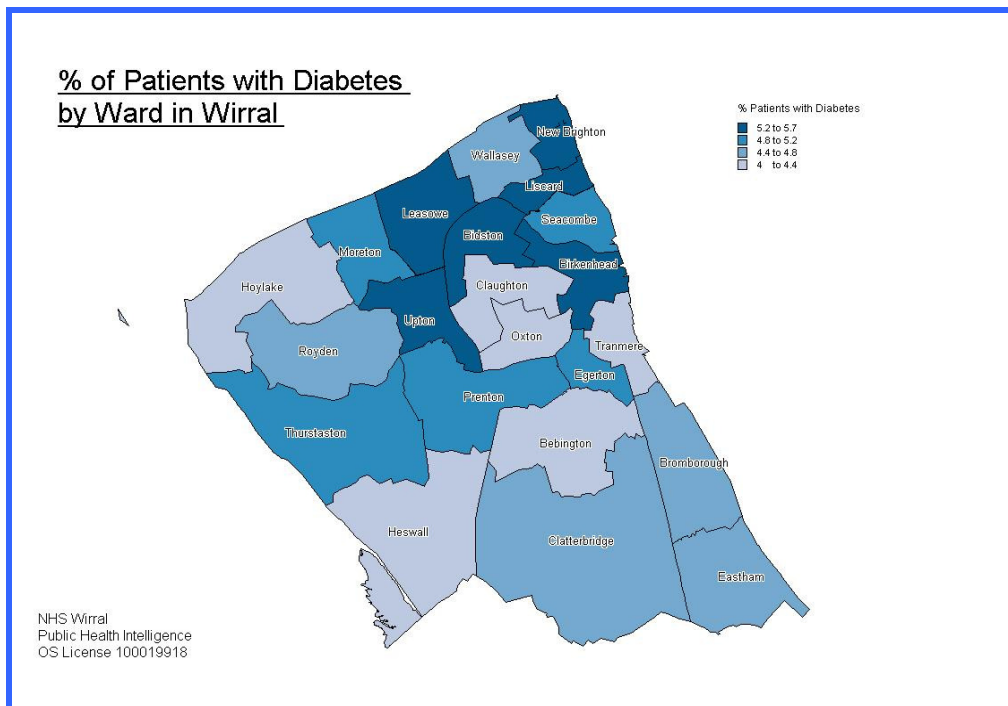 % of Patients with Diabetes
by Ward in Wirral
% Patients with Diabetes
5.2 to 5.7
4.8 to 5.2
4.4 to 4.8
4 to 4.4
New Brighton
Wallasey
Liscard
Leasowe
Seacombe
Bidston
Moreton
Birkenhead
Hoylake
Claughton
Upton
Oxton
Tranmere
Royden
Egerton
Prenton
Thurstaston
Bebington
Bromborough
Heswall
Clatterbridge
Eastham
NHS Wirral
Public Health Intelligence
OS License 100019918